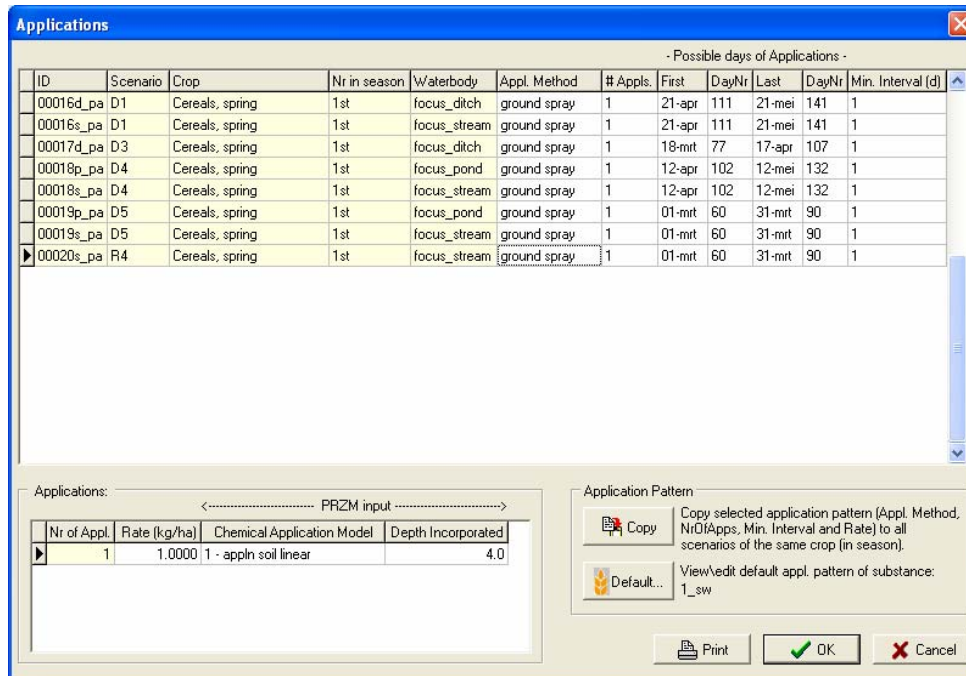 Applications
- Possible days of Applications -
ID Scenario Crop Nr in season Waterbody Appl. Method # Appls. First DayNr Last DayNr Min. Interval (d)
00016d_pa D1 Cereals, spring 1st focus_ditch ground spray 1 21-apr 111 21-mei 141 1
00016s_pa D1 Cereals, spring 1st focus_stream ground spray 1 21-apr 111 21-mei 141 1
00017d_pa D3 Cereals, spring 1st focus_ditch ground spray 1 18-mrt 77 17-apr 107 1
00018p_pa D4 Cereals, spring 1st focus_pond ground spray 1 12-apr 102 12-mei 132 1
00018s_pa D4 Cereals, spring 1st focus_stream ground spray 1 12-apr 102 12-mei 132 1
00019p_pa D5 Cereals, spring 1st focus_pond ground spray 1 01-mrt 60 31-mrt 90 1
00019s_pa D5 Cereals, spring 1st focus_stream ground spray 1 01-mrt 60 31-mrt 90 1
00020s_pa R4 Cereals, spring 1st focus_stream ground spray 1 01-mrt 60 31-mrt 90 1
Applications:
<--------------------------- PRZM input -------------------------->
Nr of Appl. Rate (kg/ha) Chemical Application Model Depth Incorporated
1 1.0000 1 - appln soil linear 4.0
Application Pattern
Copy
Copy selected application pattern (Appl. Method,
NrOfApps, Min. Interval and Rate) to all
scenarios of the same crop (in season).
Default...
View\edit default appl. pattern of substance:
1_sw
Print OK Cancel